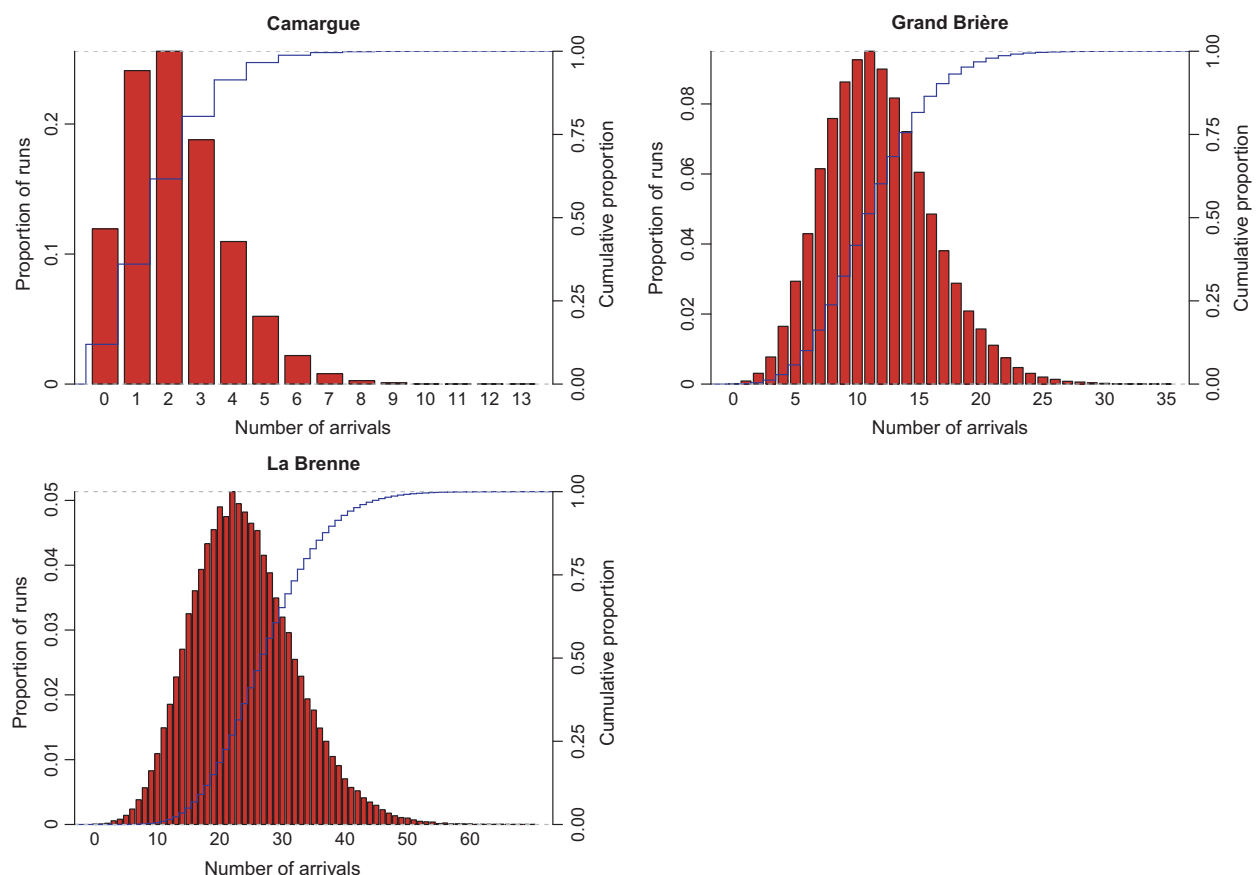 Camargue
Proportion of runs
0 0.1 0.2
Cumulative proportion
0.00 0.25 0.50 0.75 1.00
0 1 2 3 4 5 6 7 8 9 10 11 12 13
Number of arrivals
Grand Brière
Proportion of runs
0 0.02 0.04 0.06 0.08
Cumulative proportion
0.00 0.25 0.50 0.75 1.00
0 5 10 15 20 25 30 35
Number of arrivals
La Brenne
Proportion of runs
0 0.01 0.02 0.03 0.04 0.05
Cumulative proportion
0.00 0.25 0.50 0.75 1.00
0 10 20 30 40 50 60
Number of arrivals